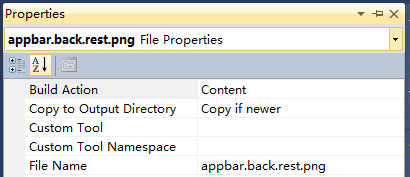 Properties
appbar.back.rest.png File Properties
Build Action Content
Copy to Output Directory Copy if newer
Custom Tool
Custom Tool Namespace
File Name appbar.back.rest.png